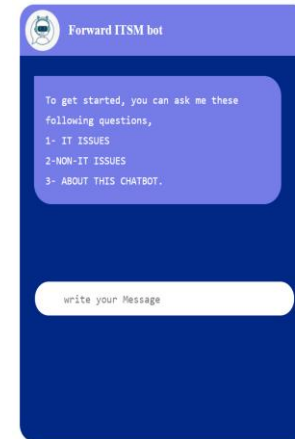 Forward ITSM bot
To get started, you can ask me these
following questions,
1- IT ISSUES
2-NON-IT ISSUES
3- ABOUT THIS CHATBOT.
write your Message